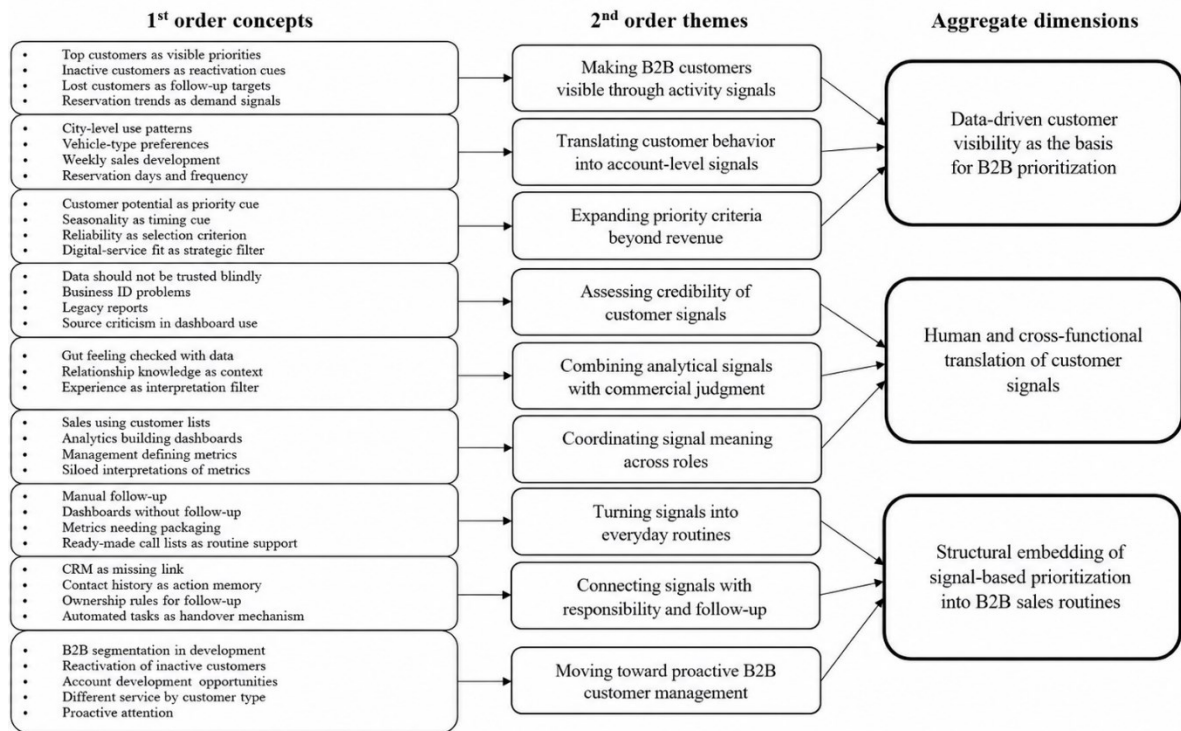 1st order concepts
2nd order themes
Aggregate dimensions
• Top customers as visible priorities
• Inactive customers as reactivation cues
• Lost customers as follow-up targets
• Reservation trends as demand signals
Making B2B customers
visible through activity signals
• City-level use patterns
• Vehicle-type preferences
• Weekly sales development
• Reservation days and frequency
Translating customer behavior
into account-level signals
• Customer potential as priority cue
• Seasonality as timing cue
• Reliability as selection criterion
• Digital-service fit as strategic filter
Expanding priority criteria
beyond revenue
Data-driven customer
visibility as the basis
for B2B prioritization
• Data should not be trusted blindly
• Business ID problems
• Legacy reports
• Source criticism in dashboard use
Assessing credibility of
customer signals
• Gut feeling checked with data
• Relationship knowledge as context
• Experience as interpretation filter
Combining analytical signals
with commercial judgment
• Sales using customer lists
• Analytics building dashboards
• Management defining metrics
• Siloed interpretations of metrics
Coordinating signal meaning
across roles
Human and cross-functional
translation of customer
signals
• Manual follow-up
• Dashboards without follow-up
• Metrics needing packaging
• Ready-made call lists as routine support
Turning signals into
everyday routines
• CRM as missing link
• Contact history as action memory
• Ownership rules for follow-up
• Automated tasks as handover mechanism
Connecting signals with
responsibility and follow-up
• B2B segmentation in development
• Reactivation of inactive customers
• Account development opportunities
• Different service by customer type
• Proactive attention
Moving toward proactive B2B
customer management
Structural embedding of
signal-based prioritization
into B2B sales routines